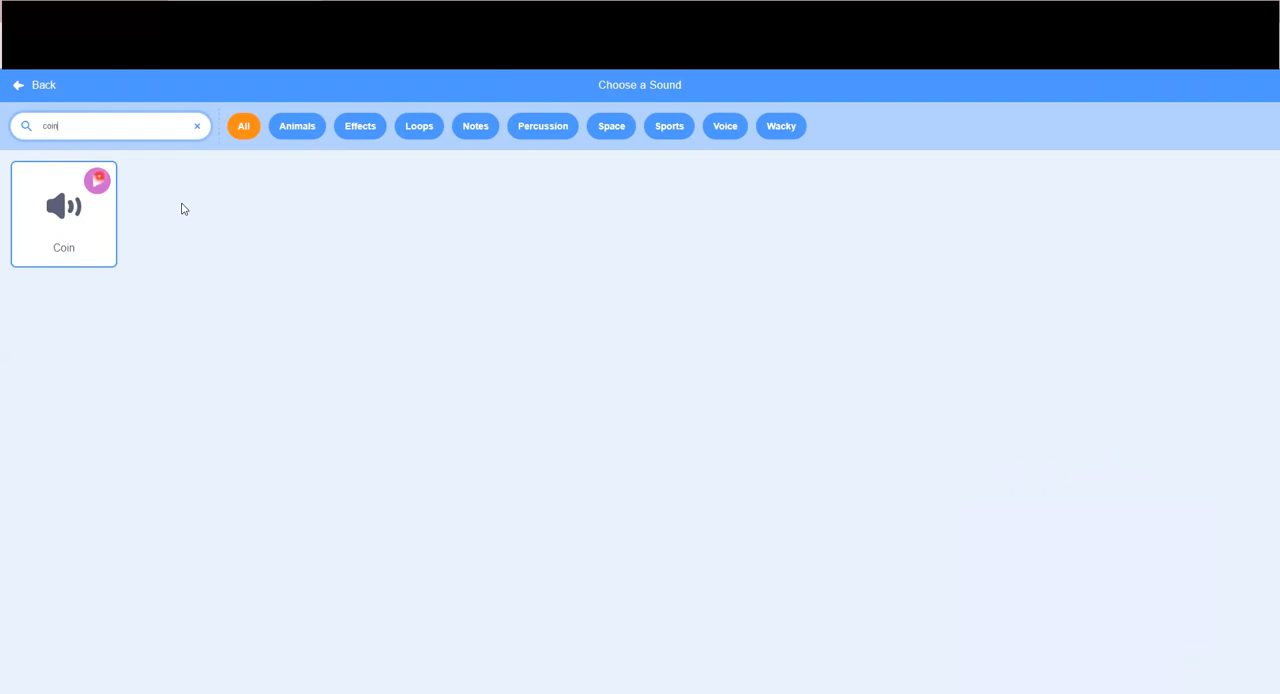 Back
Choose a Sound
coin
All
Animals
Effects
Loops
Notes
Percussion
Space
Sports
Voice
Wacky
Coin